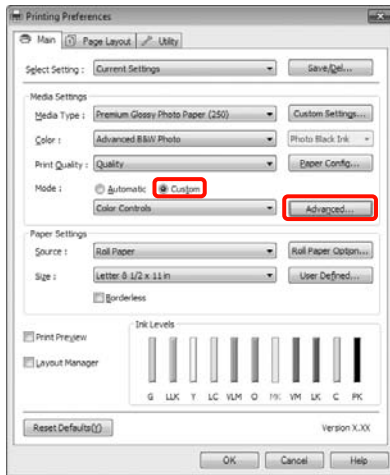 Printing Preferences
Main Page Layout Utility
Select Setting : Current Settings Save/Del...
Media Settings
Media Type : Premium Glossy Photo Paper (250) Custom Settings...
Color : Advanced B&W Photo Photo Black Ink
Print Quality : Quality Paper Config...
Mode : Automatic Custom
Color Controls Advanced...
Paper Settings
Source : Roll Paper Roll Paper Option...
Size : Letter 8 1/2 x 11 in User Defined...
Borderless
Print Preview
Layout Manager
Ink Levels
G LLK Y LC VLM O MK VM LK C PK
Reset Defaults(Y) Version X.XX
OK Cancel Help